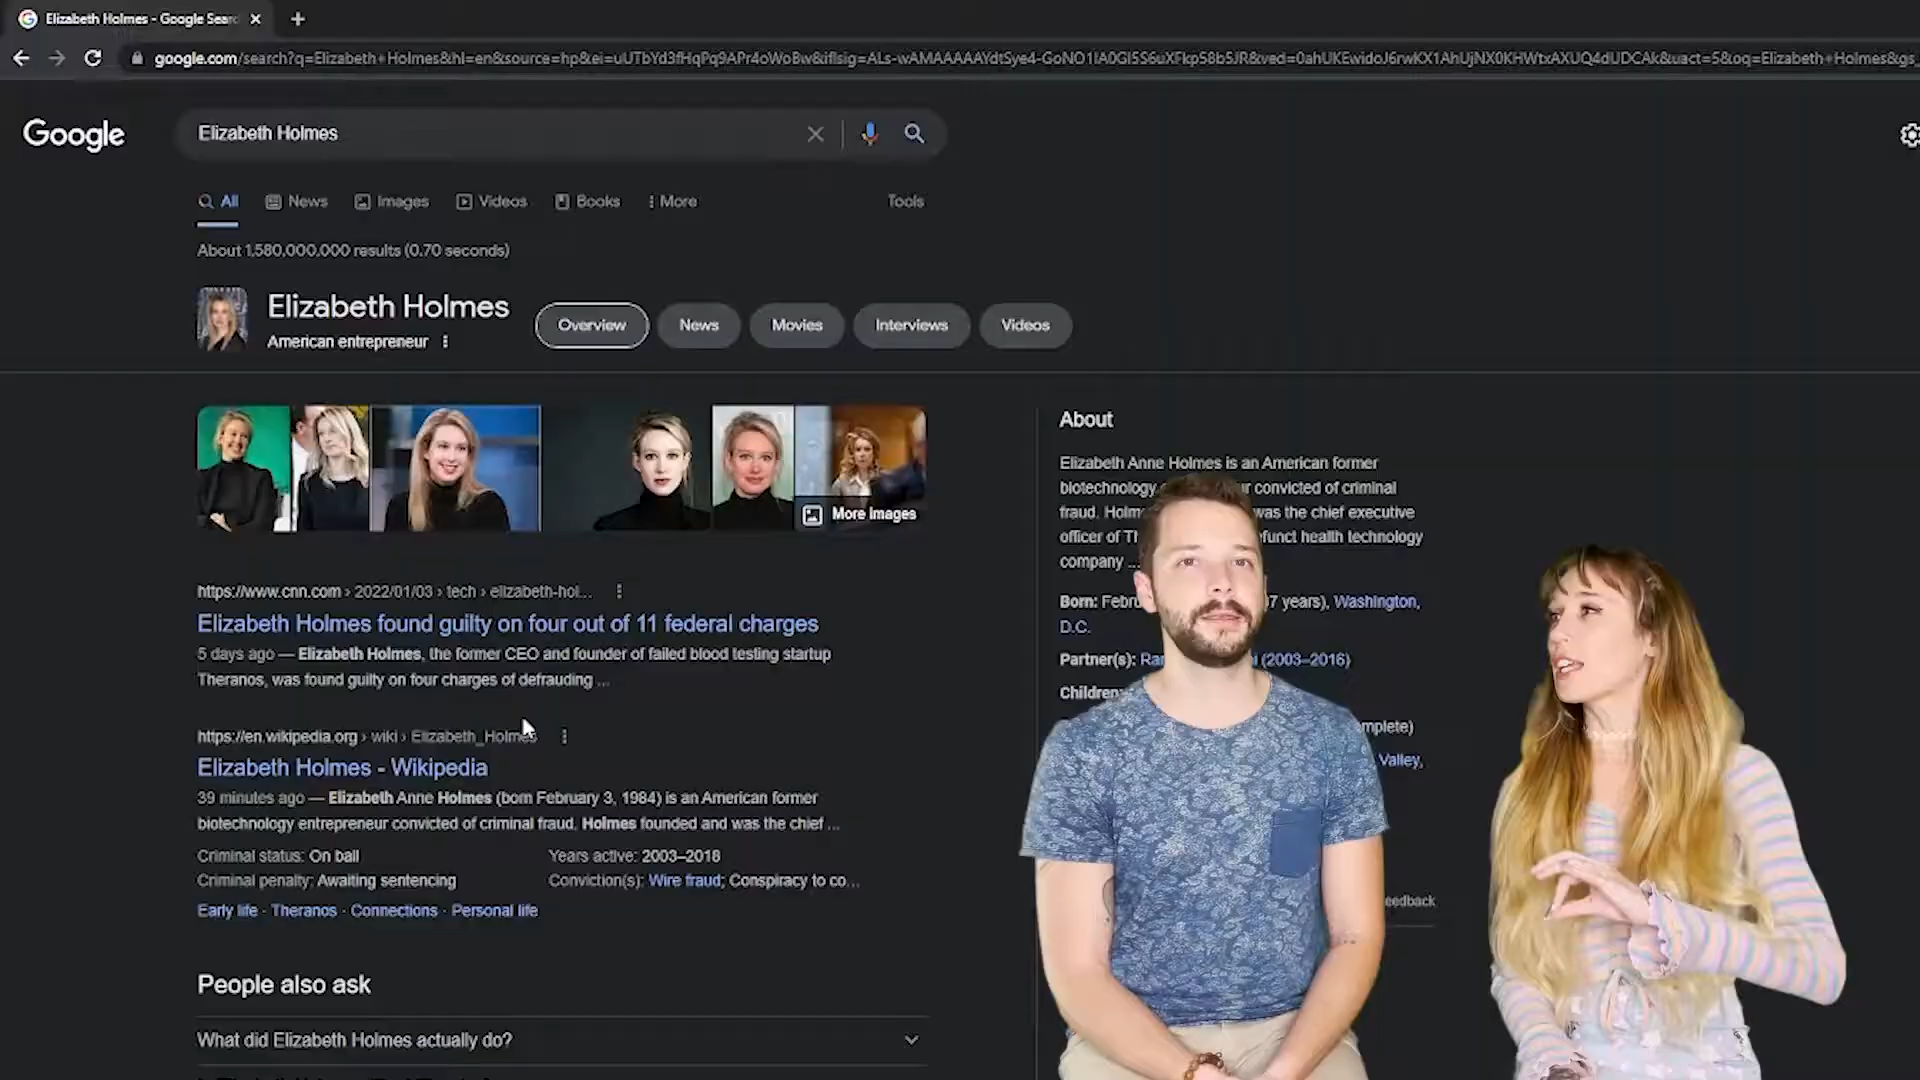 Elizabeth Holmes - Google Sear
google.com/search?q=Elizabeth+Holmes&hl=en&source=hp&ei=uUTbYd3fHqPq9APr4oWoBw&iflsig=ALs-wAMAAAAAYdtSye4-GoNO1IA0GI5S6uXFkp58b5JR&ved=0ahUKEwidoJ6rwKX1AhUjNX0KHWtxAXUQ4dUDCAk&uact=5&oq=Elizabeth+Holmes&gs_
Google
Elizabeth Holmes
All News Images Videos Books More Tools
About 1,580,000,000 results (0.70 seconds)
Elizabeth Holmes
American entrepreneur
Overview News Movies Interviews Videos
More Images
https://www.cnn.com › 2022/01/03 › tech › elizabeth-hol...
Elizabeth Holmes found guilty on four out of 11 federal charges
5 days ago — Elizabeth Holmes, the former CEO and founder of failed blood testing startup
Theranos, was found guilty on four charges of defrauding ...
https://en.wikipedia.org › wiki › Elizabeth_Holmes
Elizabeth Holmes - Wikipedia
39 minutes ago — Elizabeth Anne Holmes (born February 3, 1984) is an American former
biotechnology entrepreneur convicted of criminal fraud. Holmes founded and was the chief ...
Criminal status: On bail Years active: 2003–2018
Criminal penalty: Awaiting sentencing Conviction(s): Wire fraud; Conspiracy to co...
Early life · Theranos · Connections · Personal life
People also ask
What did Elizabeth Holmes actually do?
About
Elizabeth Anne Holmes is an American former
biotechnology ur convicted of criminal
fraud. Holm was the chief executive
officer of Th funct health technology
company ...
Born: Febru 7 years), Washington,
D.C.
Partner(s): Ra i (2003–2016)
Children:
mplete)
Valley,
eedback